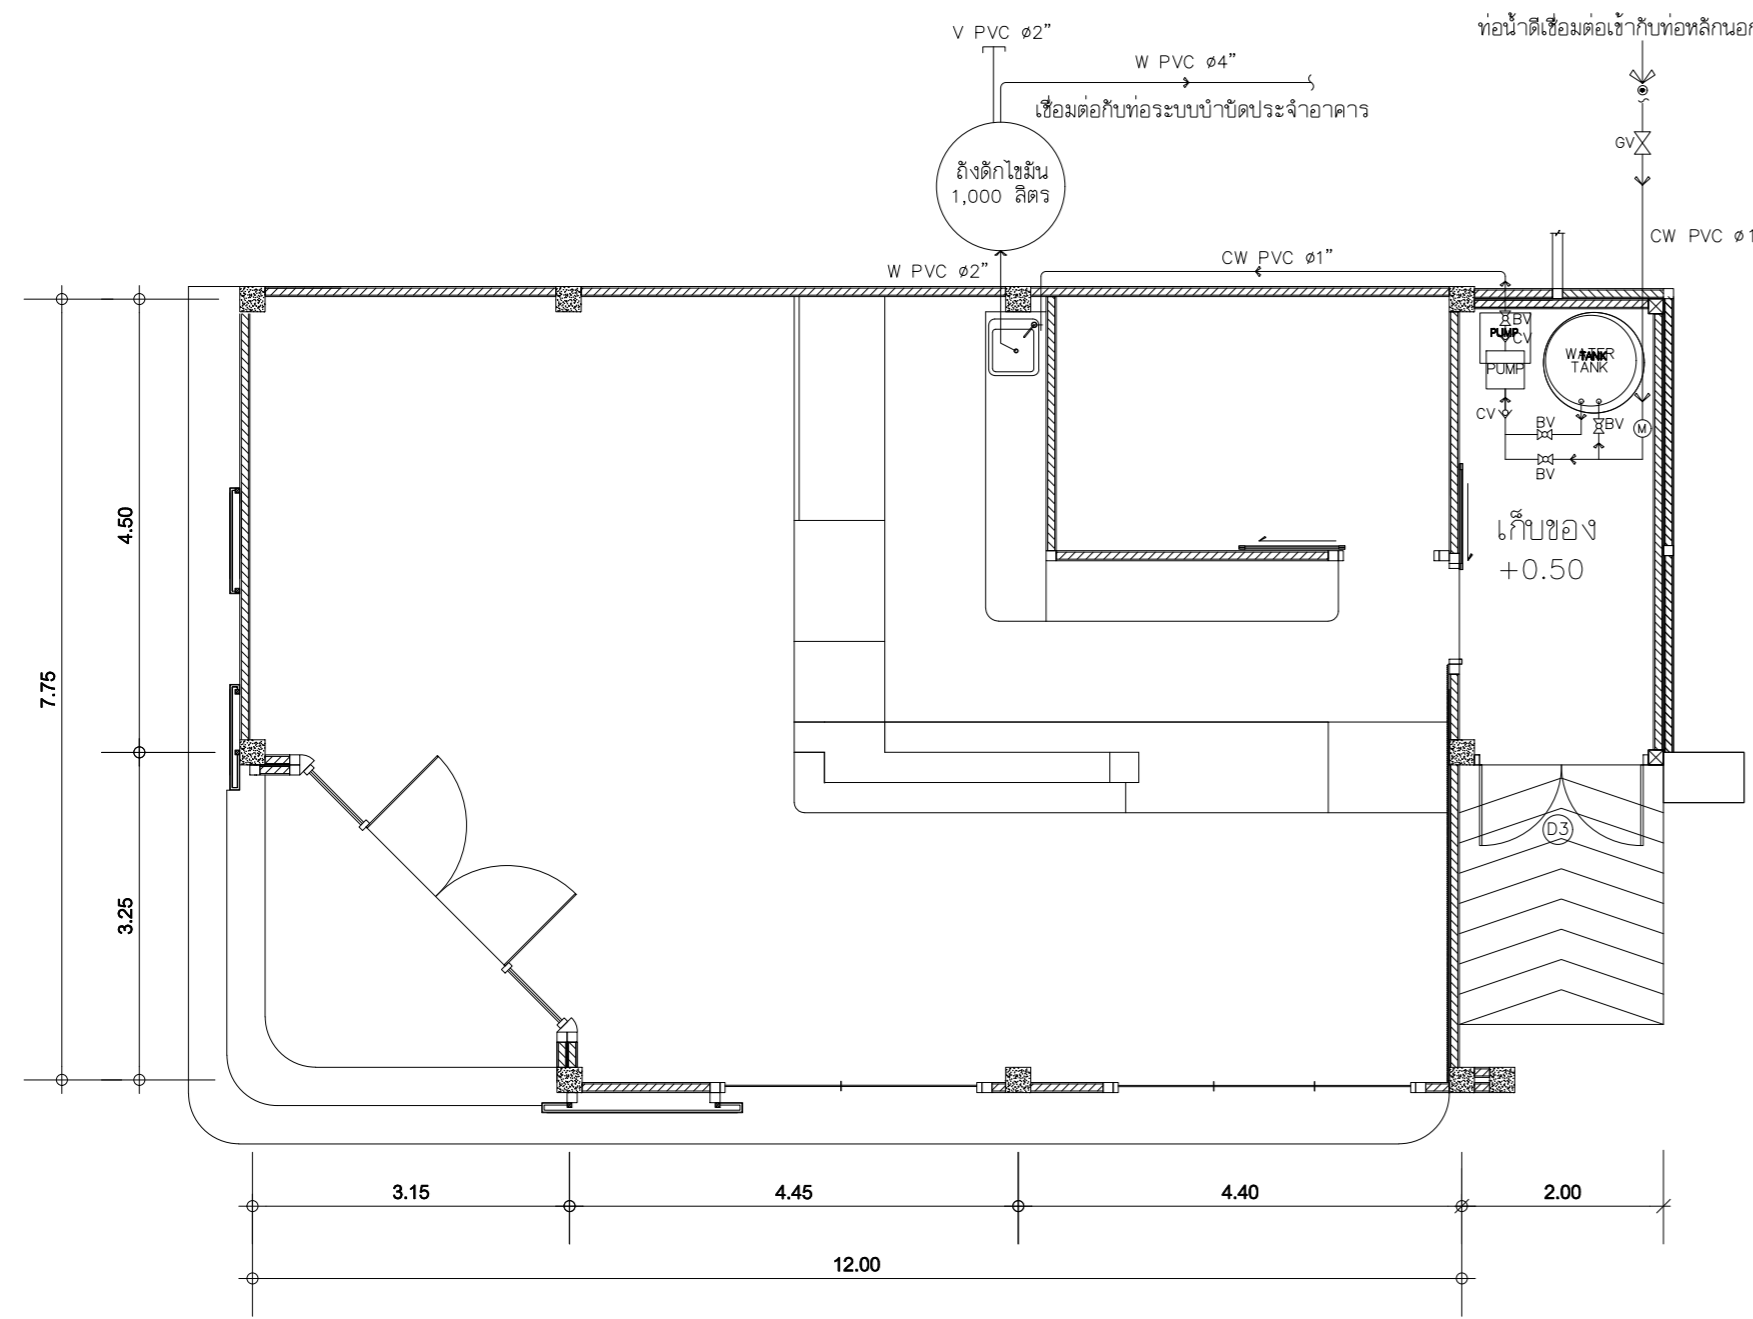 V PVC ø2”
ท่อน้ำดีเชื่อมต่อเข้ากับท่อหลักนอก
W PVC ø4”
เชื่อมต่อกับท่อระบบบำบัดประจำอาคาร
GV
ถังดักไขมัน
1,000 ลิตร
CW PVC ø1
W PVC ø2”
CW PVC ø1”
BV
PUMP
CV
PUMP
WATER
TANK
TANK
CV
BV
BV
M
BV
4.50
เก็บของ
+0.50
7.75
3.25
D3
3.15
4.45
4.40
2.00
12.00